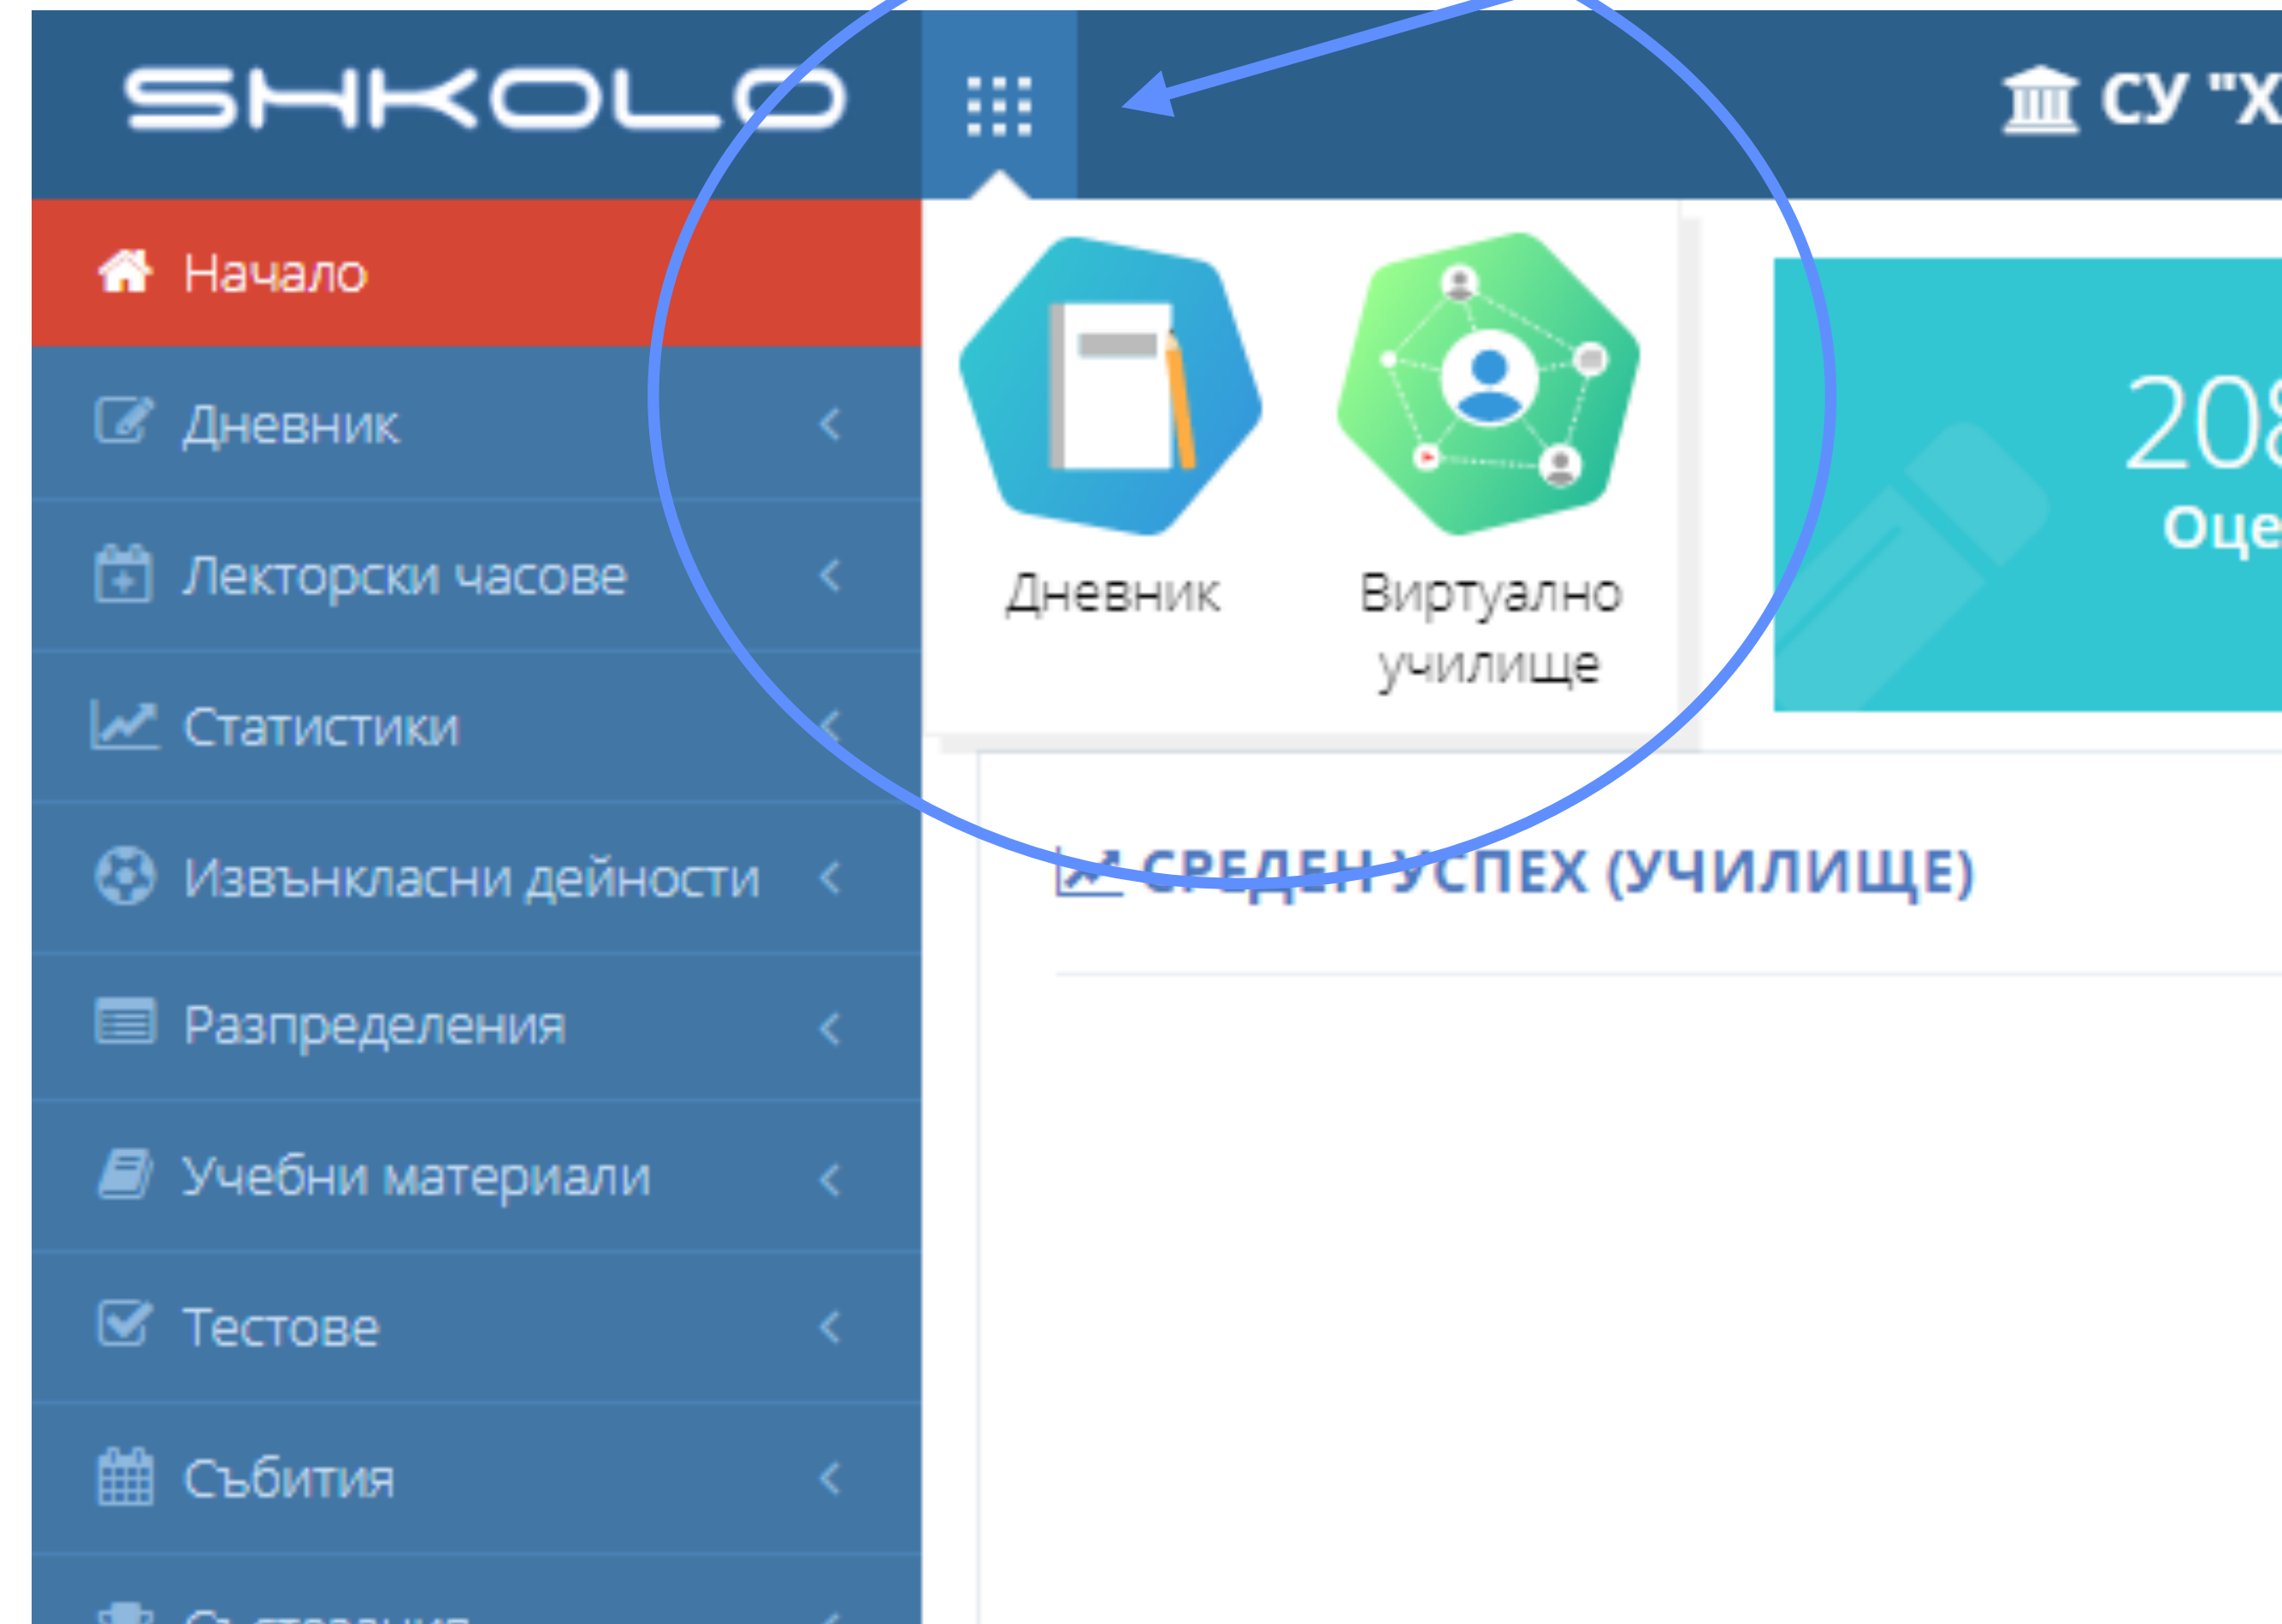 SHKOLO
СУ "Х
Начало
Дневник
Лекторски часове
Статистики
Извънкласни дейности
Разпределения
Учебни материали
Тестове
Събития
Дневник
Виртуално
училище
208
Оце
СРЕДЕН УСПЕХ (УЧИЛИЩЕ)